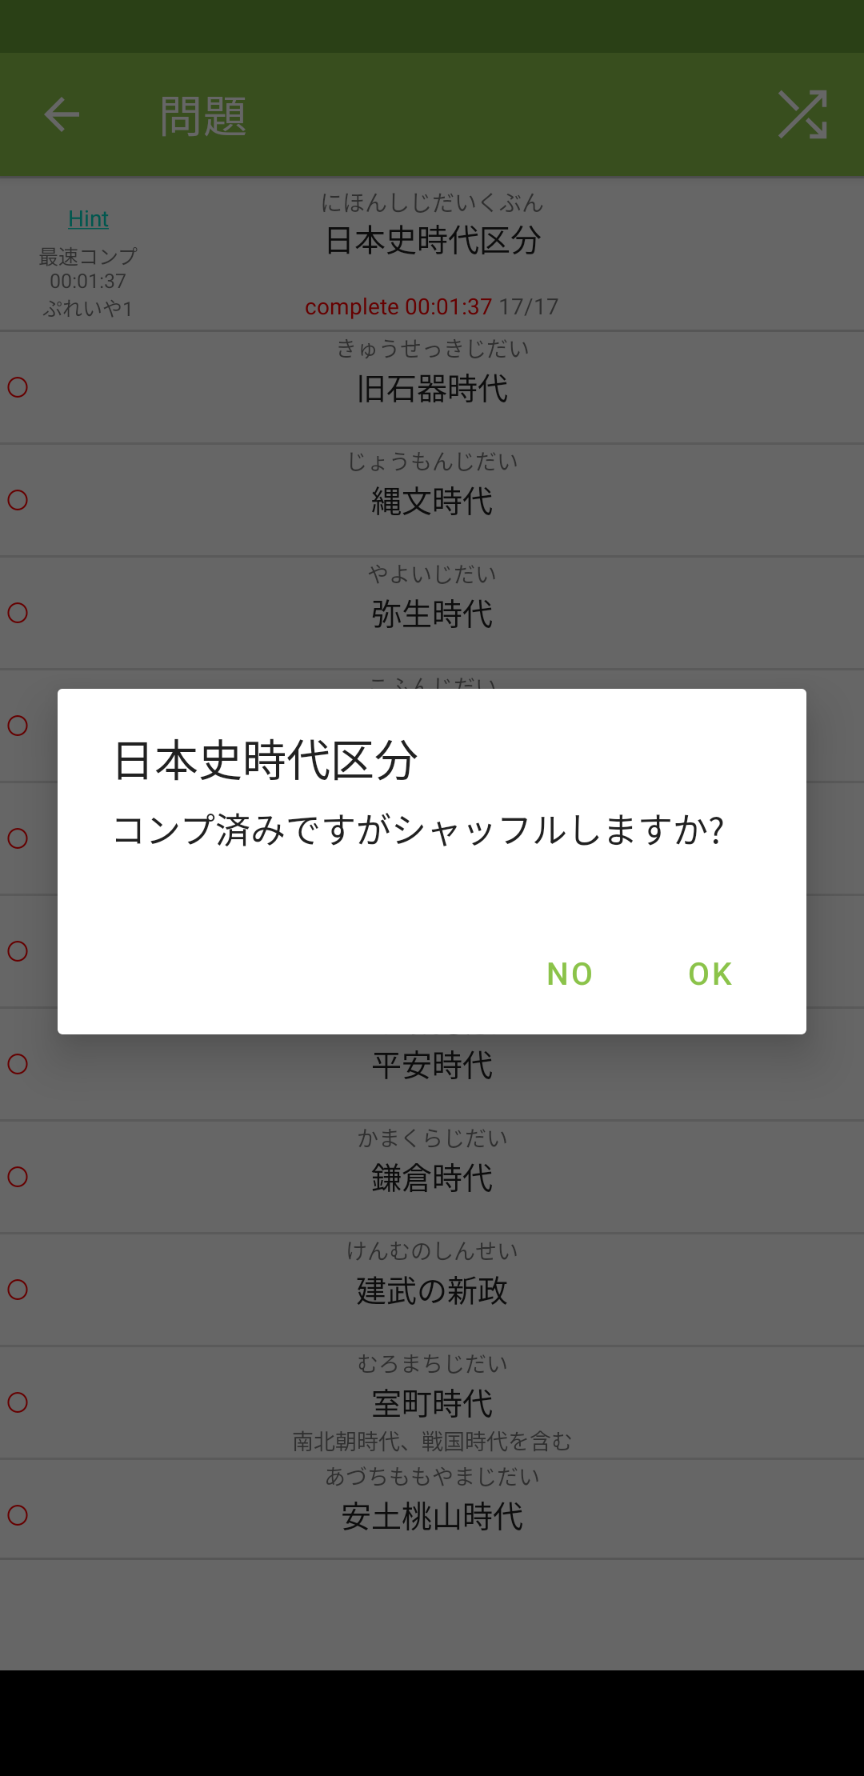 問題
Hint
最速コンプ
00:01:37
ぷれいや1
にほんしじだいくぶん
日本史時代区分
complete 00:01:37 17/17
きゅうせっきじだい
旧石器時代
じょうもんじだい
縄文時代
やよいじだい
弥生時代
こふんじだい
日本史時代区分
コンプ済みですがシャッフルしますか?
NO OK
平安時代
かまくらじだい
鎌倉時代
けんむのしんせい
建武の新政
むろまちじだい
室町時代
南北朝時代、戦国時代を含む
あづちももやまじだい
安土桃山時代